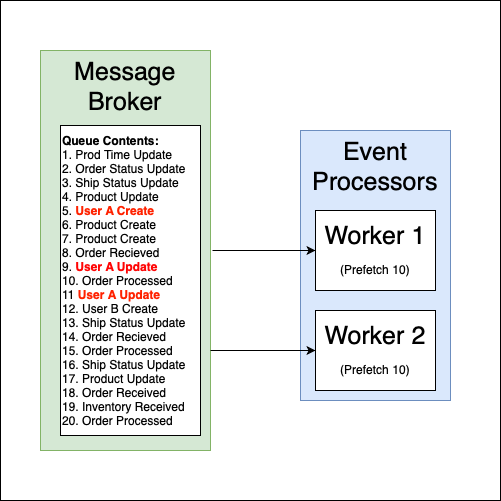 Message
Broker
Queue Contents:
1. Prod Time Update
2. Order Status Update
3. Ship Status Update
4. Product Update
5. User A Create
6. Product Create
7. Product Create
8. Order Recieved
9. User A Update
10. Order Processed
11 User A Update
12. User B Create
13. Ship Status Update
14. Order Recieved
15. Order Processed
16. Ship Status Update
17. Product Update
18. Order Received
19. Inventory Received
20. Order Processed
Event
Processors
Worker 1
(Prefetch 10)
Worker 2
(Prefetch 10)